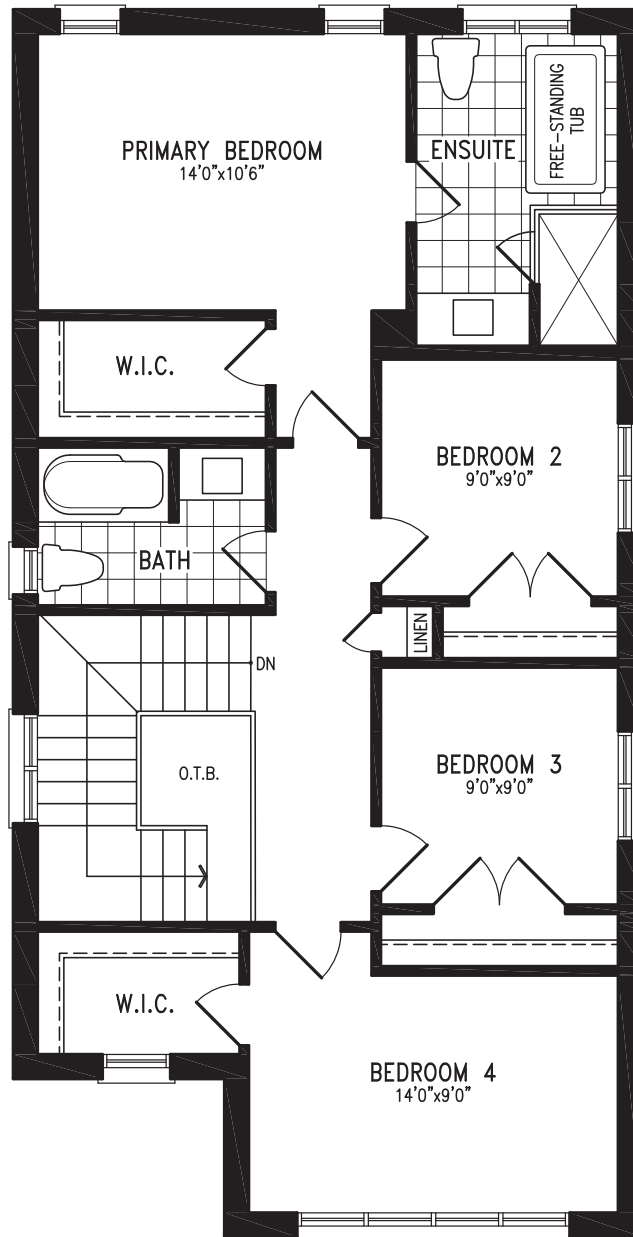 PRIMARY BEDROOM
14'0"x10'6"
ENSUITE
FREE-STANDING
TUB
W.I.C.
BEDROOM 2
9'0"x9'0"
BATH
LINEN
DN
O.T.B.
BEDROOM 3
9'0"x9'0"
W.I.C.
BEDROOM 4
14'0"x9'0"